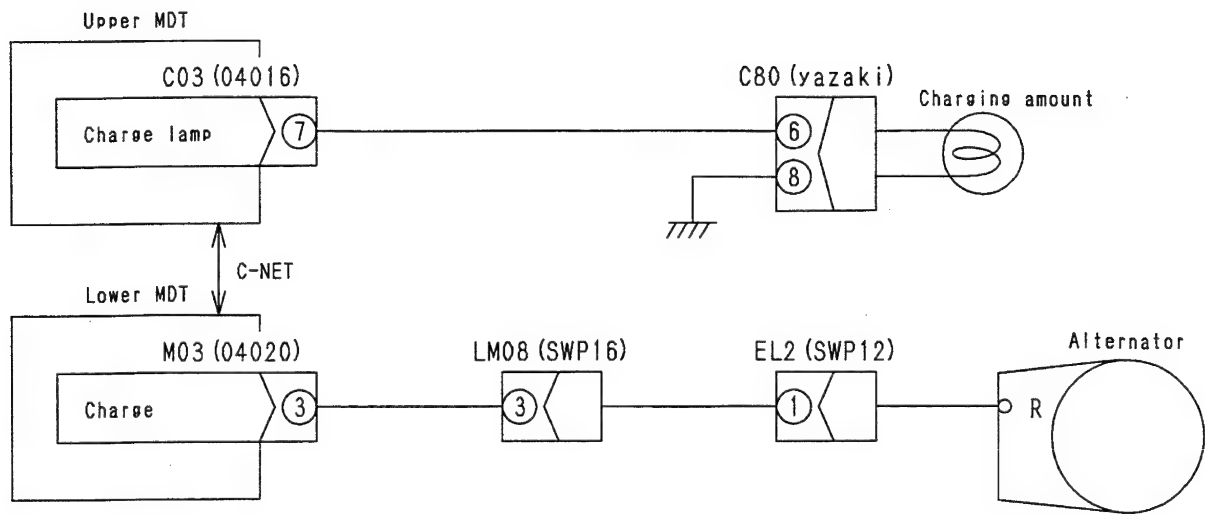 Upper MDT
C03 (04016)
C80 (yazaki)
Charging amount
Charge lamp
7
6
8
C-NET
Lower MDT
M03 (04020)
LM08 (SWP16)
EL2 (SWP12)
Alternator
Charge
3
3
1
R